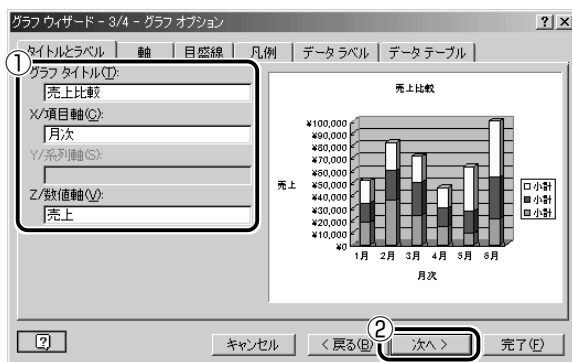 グラフ ウィザード - 3/4 - グラフ オプション
? ×
タイトルとラベル 軸 目盛線 凡例 データ ラベル データ テーブル
①
グラフ タイトル(T):
売上比較
X/項目軸(C):
月次
Y/系列軸(S):
Z/数値軸(V):
売上
売上比較
¥100,000
¥90,000
¥80,000
¥70,000
¥60,000
売上 ¥50,000
¥40,000
¥30,000
¥20,000
¥10,000
¥0
1月 2月 3月 4月 5月 6月
月次
小計
小計
小計
②
? キャンセル < 戻る(B) 次へ > 完了(F)